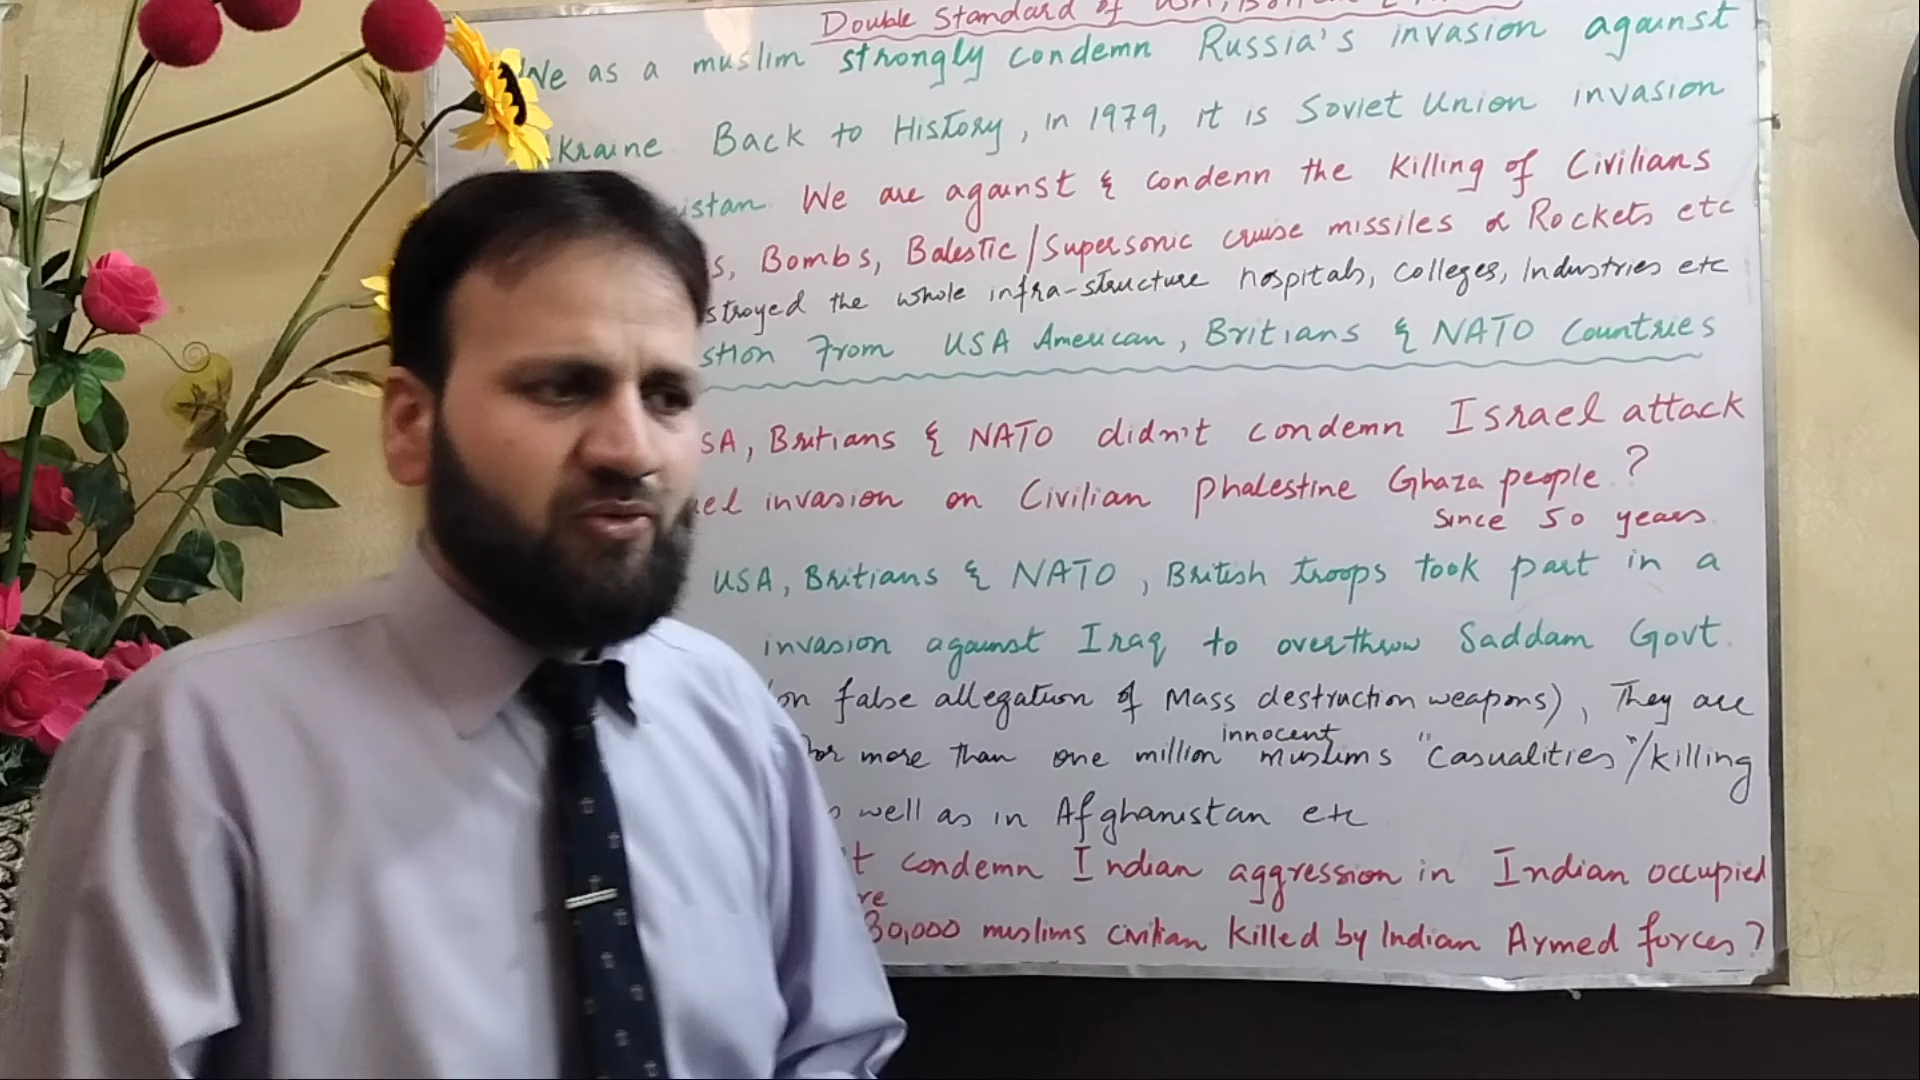 Double Standard of USA,
We as a muslim strongly condemn Russia's invasion against
kraine Back to History, in 1979, it is Soviet Union invasion
istan. We are against & condenn the Killing of Civilians
s, Bombs, Balestic/Supersonic cruise missiles & Rockets etc
stroyed the whole infra-structure hospitals, colleges, Industries etc
stion From USA American, Britians & NATO Countries
SA, Britians & NATO didn't condemn Israel attack
el invasion on Civilian Phalestine Ghaza people?
Since 50 years
USA, Britians & NATO, British troops took part in a
invasion against Iraq to overthrow Saddam Govt.
on false allegation of Mass destruction weapons), They are
for more than one million innocent muslims "Casualities"/killing
well as in Afghanistan etc
t condemn Indian aggression in Indian occupied
re
30,000 muslims civilian Killed by Indian Armed forces?